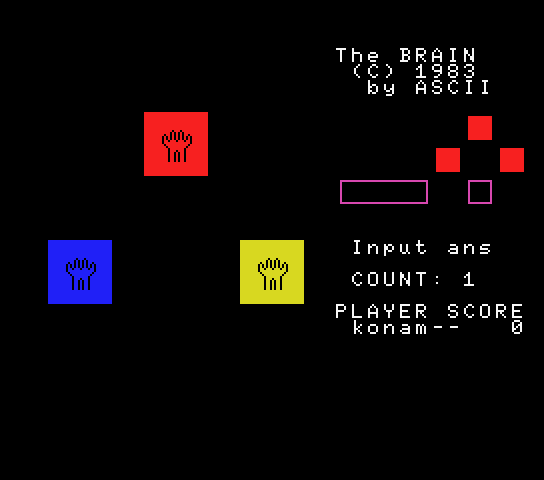 The BRAIN
(C) 1983
by ASCII
Input ans
COUNT: 1
PLAYER SCORE
konam-- 0